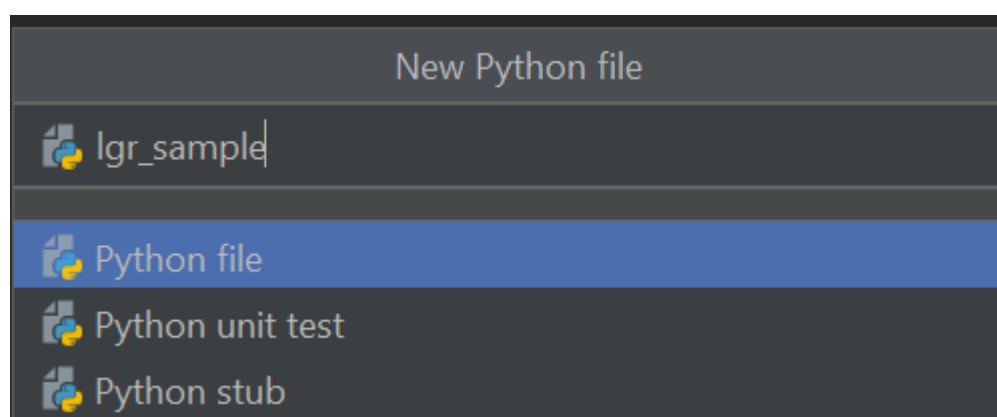 New Python file
lgr_sample
Python file
Python unit test
Python stub